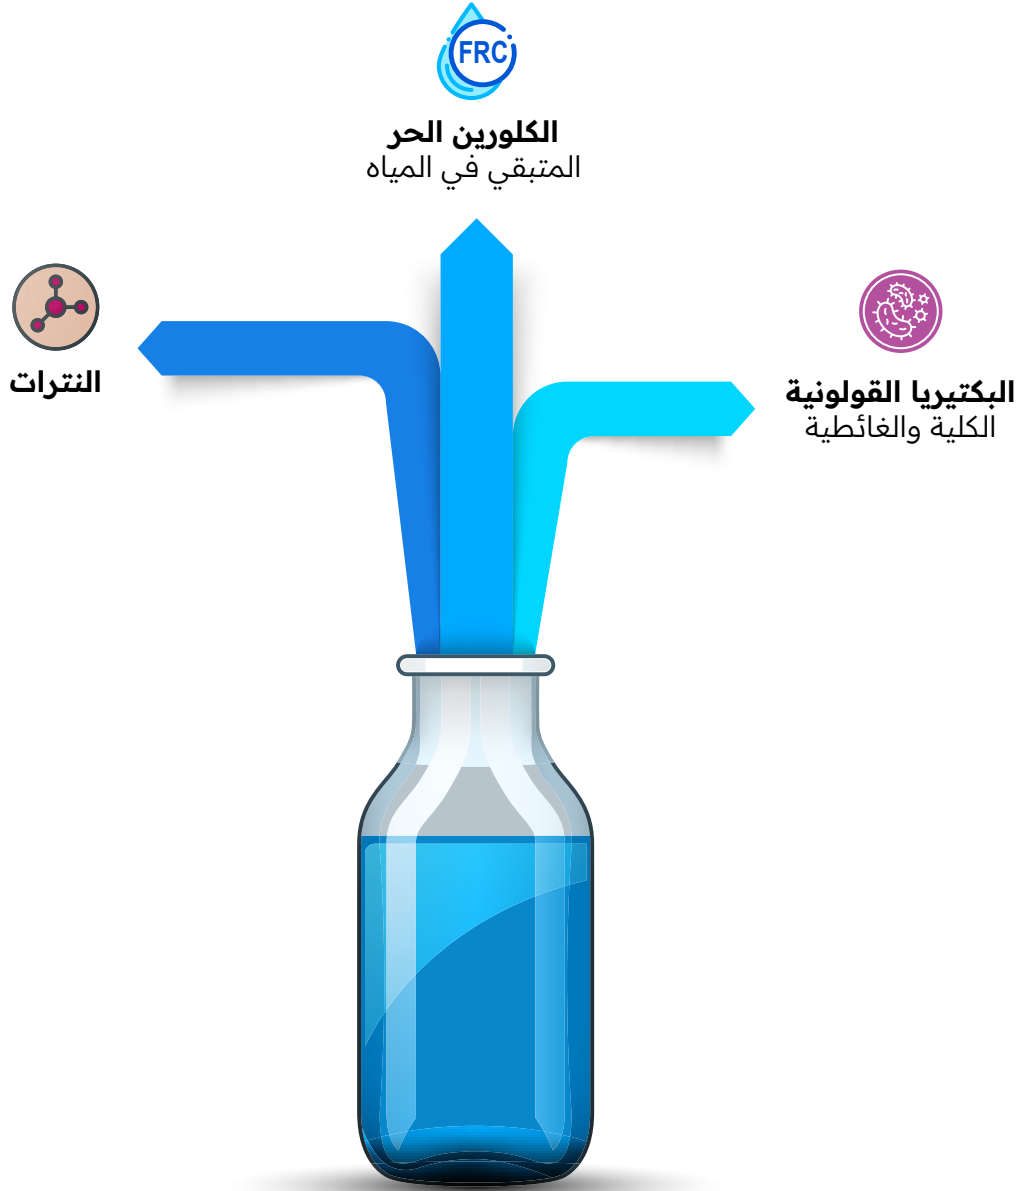 FRC
الكلورين الحر
المتبقي في المياه
البكتيريا القولونية
الكلية والغائطية
النترات